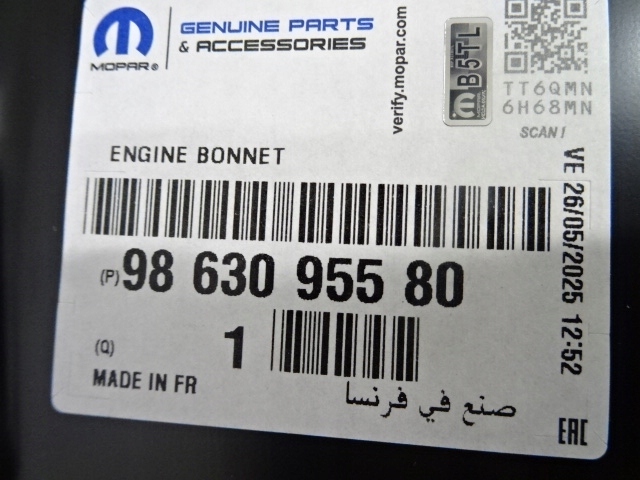 MOPAR®
GENUINE PARTS
& ACCESSORIES
verify.mopar.com
B5TL
TT6QMN
6H68MN
SCAN!
ENGINE BONNET
(P) 98 630 955 80
VE 26/05/2025 12:52
(Q) 1
MADE IN FR
صنع في فرنسا
EAC